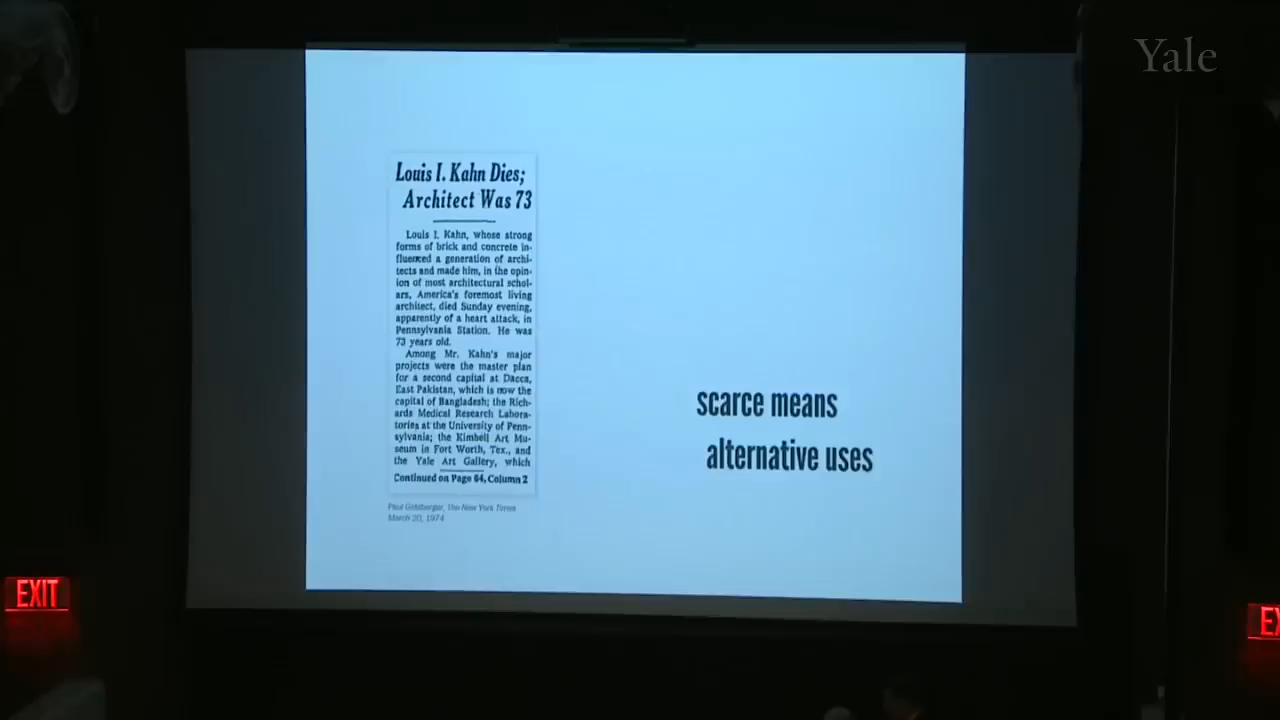 Yale
Louis I. Kahn Dies;
Architect Was 73
Louis I. Kahn, whose strong
forms of brick and concrete in-
fluenced a generation of archi-
tects and made him, in the opin-
ion of most architectural schol-
ars, America's foremost living
architect, died Sunday evening,
apparently of a heart attack, in
Pennsylvania Station. He was
73 years old.
Among Mr. Kahn's major
projects were the master plan
for a second capital at Dacca,
East Pakistan, which is now the
capital of Bangladesh; the Rich-
ards Medical Research Labora-
tories at the University of Penn-
sylvania; the Kimbell Art Mu-
seum in Fort Worth, Tex., and
the Yale Art Gallery, which
Continued on Page 64, Column 2
Paul Goldberger, The New York Times
March 20, 1974
scarce means
alternative uses
EXIT
EX